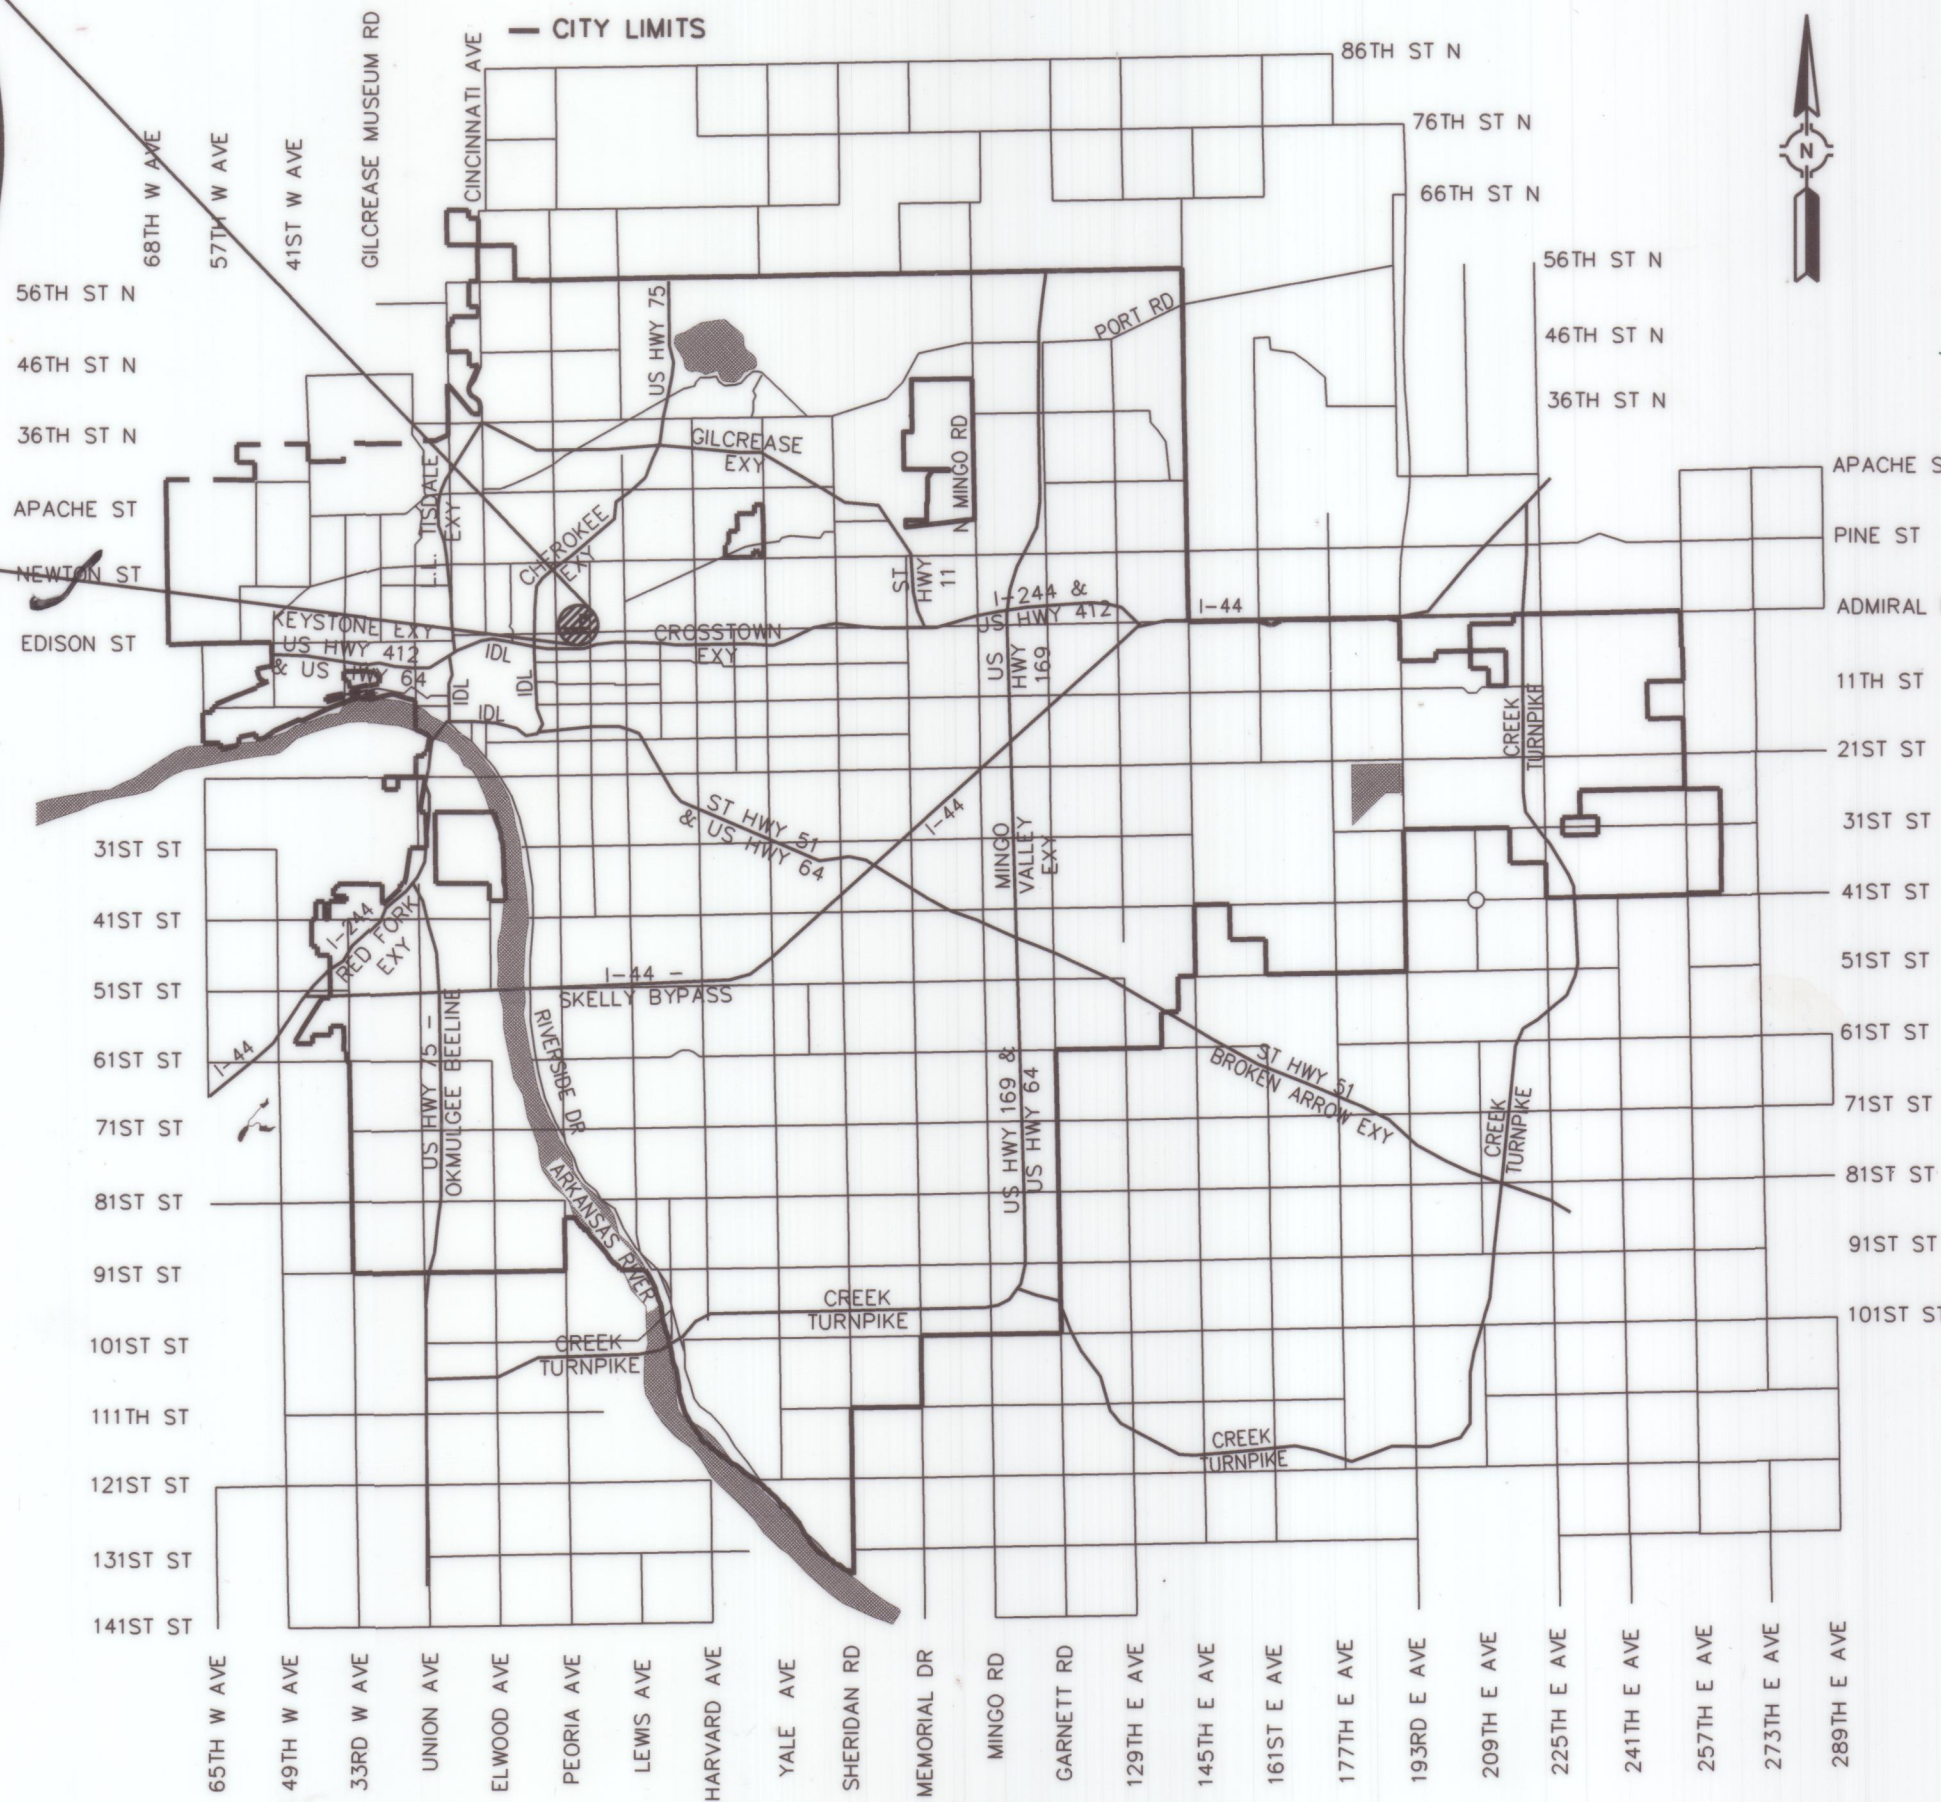 CITY LIMITS
86TH ST N
76TH ST N
66TH ST N
56TH ST N
46TH ST N
36TH ST N
APACHE S
PINE ST
ADMIRAL
11TH ST
21ST ST
31ST ST
41ST ST
51ST ST
61ST ST
71ST ST
81ST ST
91ST ST
101ST ST
N
68TH W AVE
57TH W AVE
41ST W AVE
GILCREASE MUSEUM RD
CINCINNATI AVE
56TH ST N
46TH ST N
36TH ST N
APACHE ST
NEWTON ST
EDISON ST
31ST ST
41ST ST
51ST ST
61ST ST
71ST ST
81ST ST
91ST ST
101ST ST
111TH ST
121ST ST
131ST ST
141ST ST
US HWY 75
PORT RD
GILCREASE
EXY
N MINGO RD
L.L. TISDALE
EXY
CHEROKEE
EXY
ST
HWY
11
I-244 &
US HWY 412
I-44
KEYSTONE EXY
US HWY 412
& US HWY 64
IDL
IDL
IDL
IDL
CROSSTOWN
EXY
US
HWY
169
CREEK
TURNPIKE
ST HWY 51
& US HWY 64
I-44
MINGO
VALLEY
EXY
I-244
RED FORK
EXY
I-44 -
SKELLY BYPASS
I-44
US HWY 75 -
OKMULGEE BEELINE
RIVERSIDE DR
ARKANSAS RIVER
US HWY 169 &
US HWY 64
ST HWY 51
BROKEN ARROW EXY
CREEK
TURNPIKE
CREEK
TURNPIKE
CREEK
TURNPIKE
CREEK
TURNPIKE
65TH W AVE
49TH W AVE
33RD W AVE
UNION AVE
ELWOOD AVE
PEORIA AVE
LEWIS AVE
HARVARD AVE
YALE AVE
SHERIDAN RD
MEMORIAL DR
MINGO RD
GARNETT RD
129TH E AVE
145TH E AVE
161ST E AVE
177TH E AVE
193RD E AVE
209TH E AVE
225TH E AVE
241TH E AVE
257TH E AVE
273TH E AVE
289TH E AVE